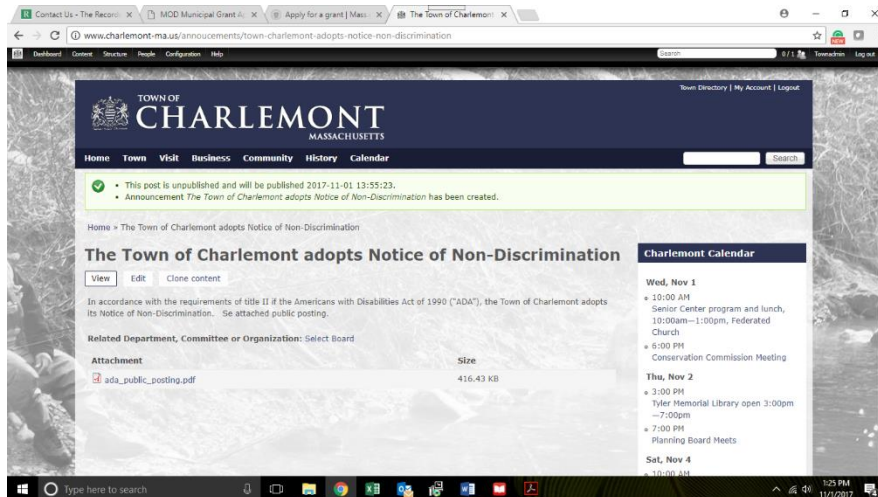 Contact Us - The Record
MOD Municipal Grant A
Apply for a grant | Mass
The Town of Charlemont
www.charlemont-ma.us/annoucements/town-charlemont-adopts-notice-non-discrimination
Dashboard Content Structure People Configuration Help
Search
0 / 1
Townadmin Log out
Town Directory | My Account | Logout
TOWN OF
CHARLEMONT
MASSACHUSETTS
Home Town Visit Business Community History Calendar
Search
• This post is unpublished and will be published 2017-11-01 13:55:23.
• Announcement The Town of Charlemont adopts Notice of Non-Discrimination has been created.
Home » The Town of Charlemont adopts Notice of Non-Discrimination
The Town of Charlemont adopts Notice of Non-Discrimination
View Edit Clone content
In accordance with the requirements of title II if the Americans with Disabilities Act of 1990 ("ADA"), the Town of Charlemont adopts
its Notice of Non-Discrimination. Se attached public posting.
Related Department, Committee or Organization: Select Board
Attachment Size
ada_public_posting.pdf 416.43 KB
Charlemont Calendar
Wed, Nov 1
10:00 AM
Senior Center program and lunch,
10:00am—1:00pm, Federated
Church
6:00 PM
Conservation Commission Meeting
Thu, Nov 2
3:00 PM
Tyler Memorial Library open 3:00pm
—7:00pm
7:00 PM
Planning Board Meets
Sat, Nov 4
10:00 AM
Type here to search
1:25 PM
11/1/2017